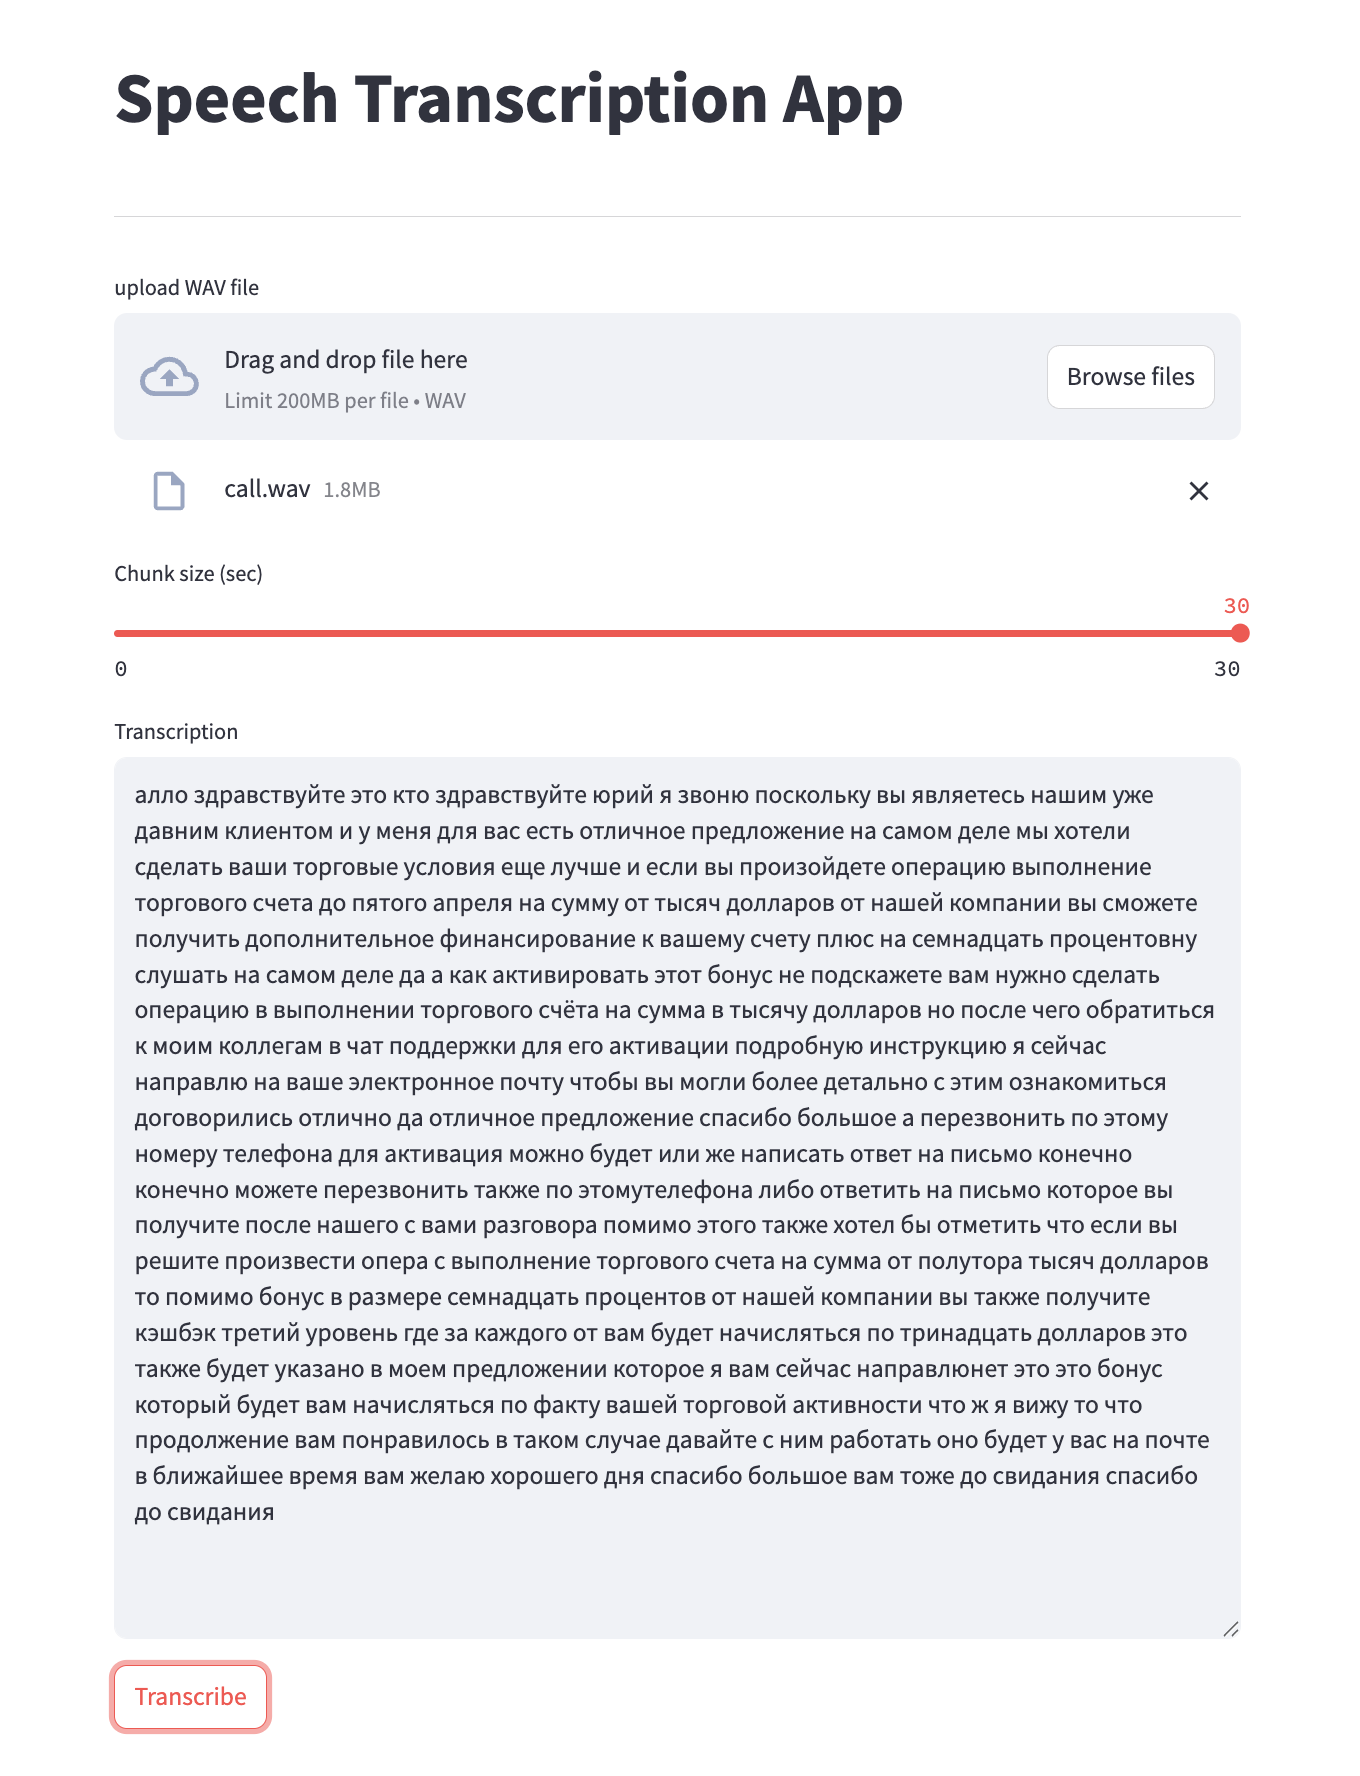 Speech Transcription App
upload WAV file
Drag and drop file here
Limit 200MB per file • WAV
Browse files
call.wav 1.8MB
Chunk size (sec)
30
0
30
Transcription
алло здравствуйте это кто здравствуйте юрий я звоню поскольку вы являетесь нашим уже
давним клиентом и у меня для вас есть отличное предложение на самом деле мы хотели
сделать ваши торговые условия еще лучше и если вы произойдете операцию выполнение
торгового счета до пятого апреля на сумму от тысяч долларов от нашей компании вы сможете
получить дополнительное финансирование к вашему счету плюс на семнадцать процентовну
слушать на самом деле да а как активировать этот бонус не подскажете вам нужно сделать
операцию в выполнении торгового счёта на сумма в тысячу долларов но после чего обратиться
к моим коллегам в чат поддержки для его активации подробную инструкцию я сейчас
направлю на ваше электронное почту чтобы вы могли более детально с этим ознакомиться
договорились отлично да отличное предложение спасибо большое а перезвонить по этому
номеру телефона для активация можно будет или же написать ответ на письмо конечно
конечно можете перезвонить также по этомутелефона либо ответить на письмо которое вы
получите после нашего с вами разговора помимо этого также хотел бы отметить что если вы
решите произвести опера с выполнение торгового счета на сумма от полутора тысяч долларов
то помимо бонус в размере семнадцать процентов от нашей компании вы также получите
кэшбэк третий уровень где за каждого от вам будет начисляться по тринадцать долларов это
также будет указано в моем предложении которое я вам сейчас направлюнет это это бонус
который будет вам начисляться по факту вашей торговой активности что ж я вижу то что
продолжение вам понравилось в таком случае давайте с ним работать оно будет у вас на почте
в ближайшее время вам желаю хорошего дня спасибо большое вам тоже до свидания спасибо
до свидания
Transcribe